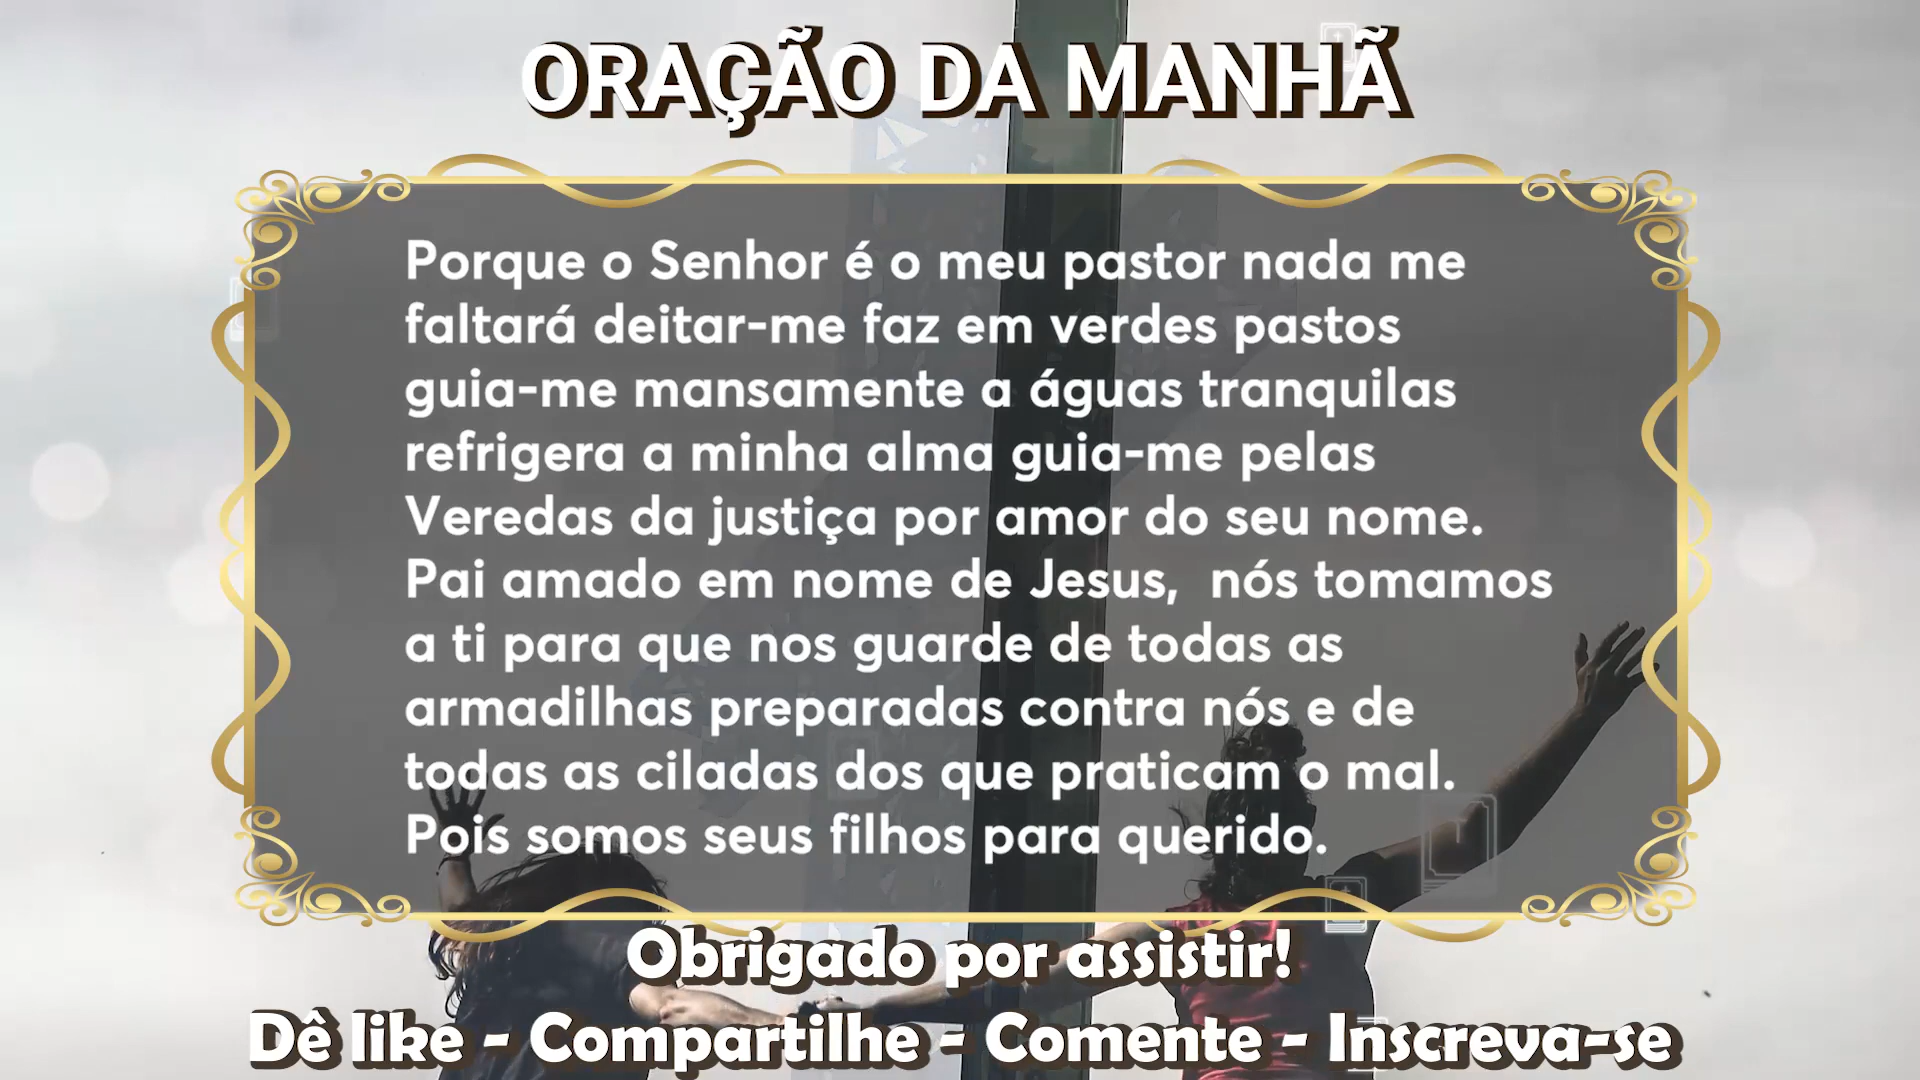 ORAÇÃO DA MANHÃ
Porque o Senhor é o meu pastor nada me
faltará deitar-me faz em verdes pastos
guia-me mansamente a águas tranquilas
refrigera a minha alma guia-me pelas
Veredas da justiça por amor do seu nome.
Pai amado em nome de Jesus,  nós tomamos
a ti para que nos guarde de todas as
armadilhas preparadas contra nós e de
todas as ciladas dos que praticam o mal.
Pois somos seus filhos para querido.
Obrigado por assistir!
Dê like - Compartilhe - Comente - Inscreva-se